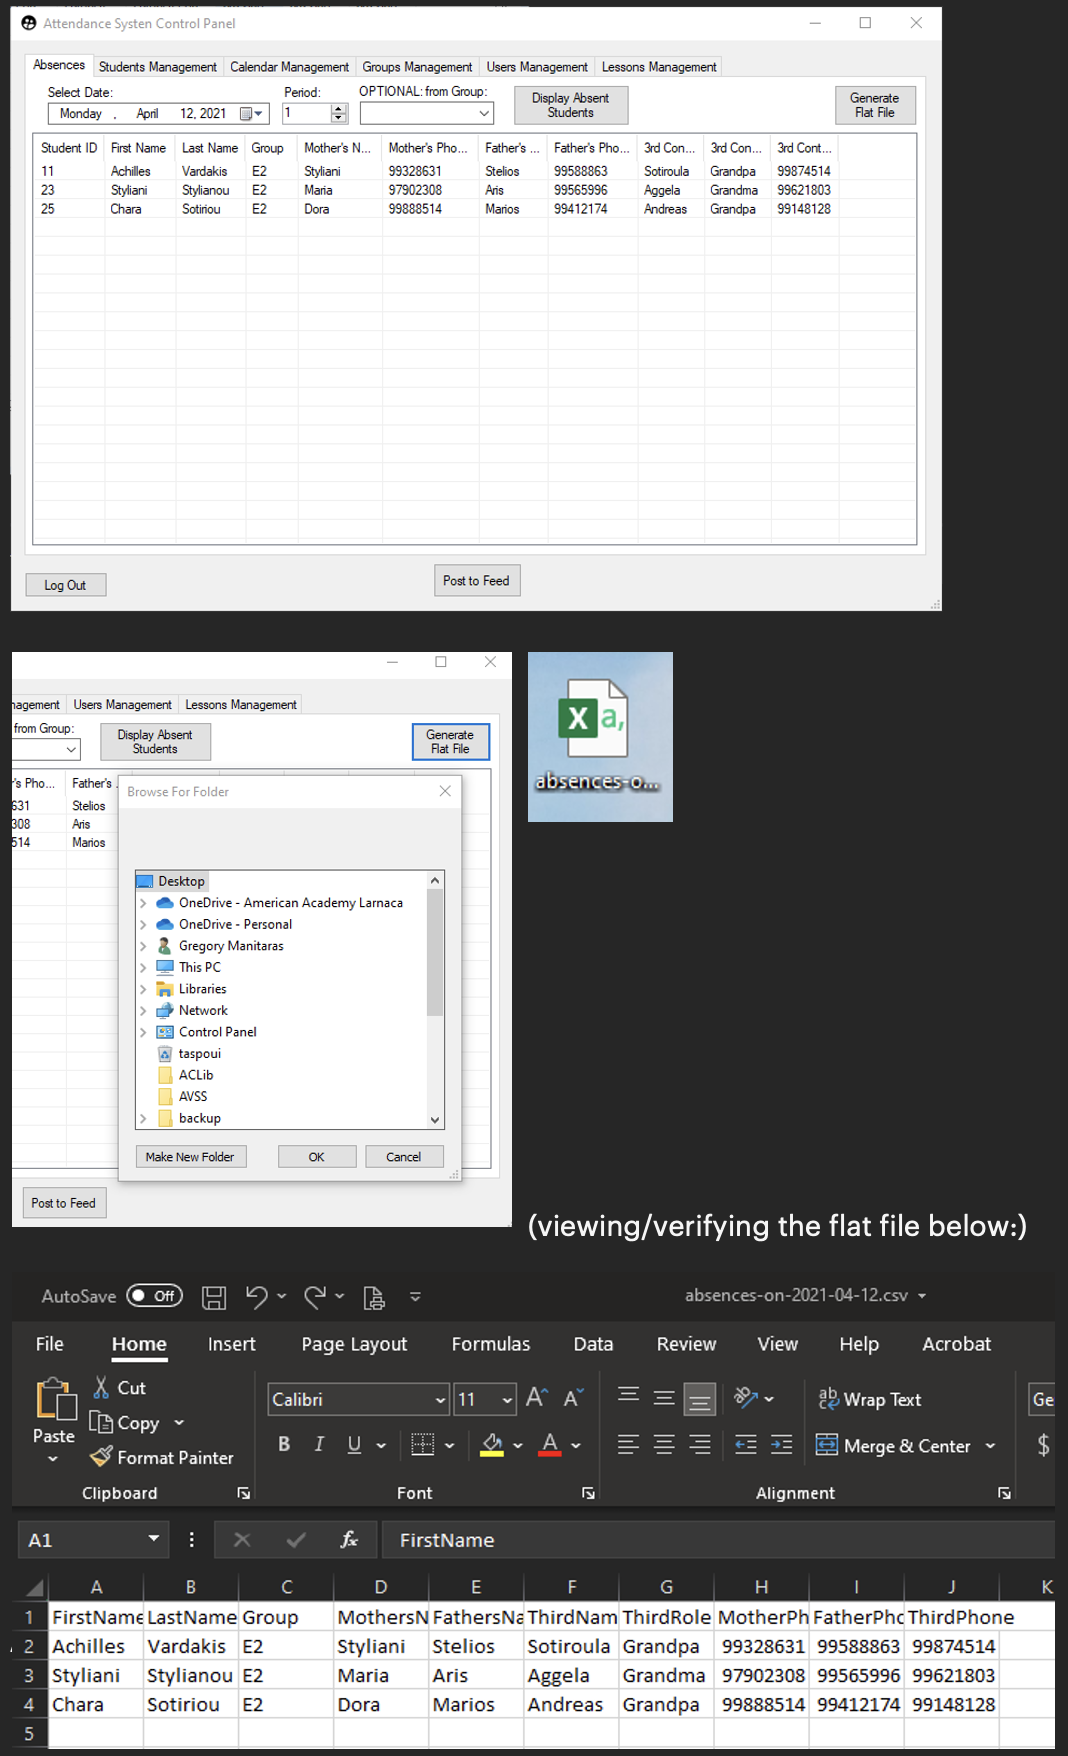 Attendance Systen Control Panel
Absences Students Management Calendar Management Groups Management Users Management Lessons Management
Select Date: Period: OPTIONAL: from Group:
Monday , April 12, 2021 1
Display Absent Students
Generate Flat File
Student ID First Name Last Name Group Mother's N... Mother's Pho... Father's ... Father's Pho... 3rd Con... 3rd Con... 3rd Cont...
11 Achilles Vardakis E2 Styliani 99328631 Stelios 99588863 Sotiroula Grandpa 99874514
23 Styliani Stylianou E2 Maria 97902308 Aris 99565996 Aggela Grandma 99621803
25 Chara Sotiriou E2 Dora 99888514 Marios 99412174 Andreas Grandpa 99148128
Log Out Post to Feed
nagement Users Management Lessons Management
from Group:
Display Absent Students
Generate Flat File
's Pho... Father's
631 Stelios
308 Aris
514 Marios
Browse For Folder
Desktop
OneDrive - American Academy Larnaca
OneDrive - Personal
Gregory Manitaras
This PC
Libraries
Network
Control Panel
taspoui
ACLib
AVSS
backup
Make New Folder OK Cancel
Post to Feed
absences-o...
(viewing/verifying the flat file below:)
AutoSave Off absences-on-2021-04-12.csv
File Home Insert Page Layout Formulas Data Review View Help Acrobat
Paste
Cut
Copy
Format Painter
Clipboard
Calibri 11
B I U A
Font
ab Wrap Text
Merge & Center
Alignment
Ge
$
A1 fx FirstName
A B C D E F G H I J K
1 FirstName LastName Group MothersN FathersNa ThirdNam ThirdRole MotherPh FatherPho ThirdPhone
2 Achilles Vardakis E2 Styliani Stelios Sotiroula Grandpa 99328631 99588863 99874514
3 Styliani Stylianou E2 Maria Aris Aggela Grandma 97902308 99565996 99621803
4 Chara Sotiriou E2 Dora Marios Andreas Grandpa 99888514 99412174 99148128
5